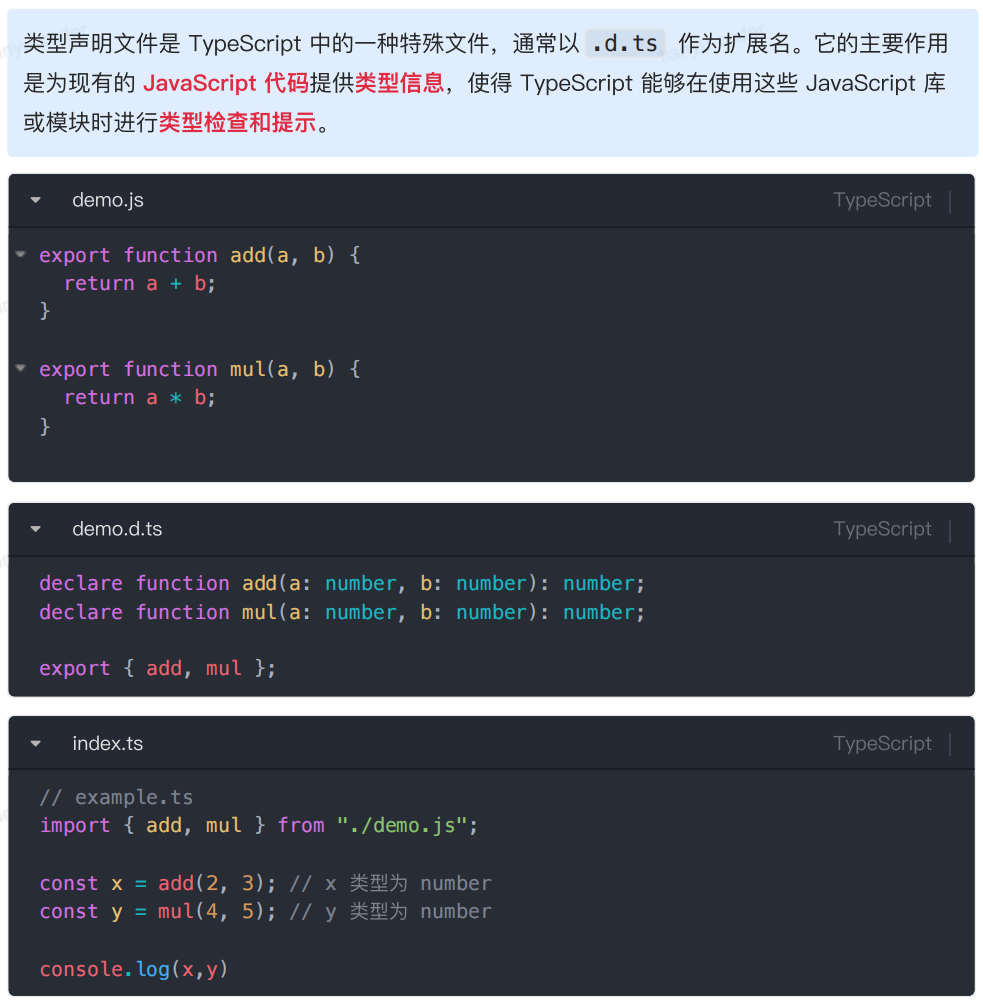 类型声明文件是 TypeScript 中的一种特殊文件，通常以 .d.ts 作为扩展名。它的主要作用
是为现有的 JavaScript 代码提供类型信息，使得 TypeScript 能够在使用这些 JavaScript 库
或模块时进行类型检查和提示。
demo.js TypeScript
export function add(a, b) {
  return a + b;
}
export function mul(a, b) {
  return a * b;
}
demo.d.ts TypeScript
declare function add(a: number, b: number): number;
declare function mul(a: number, b: number): number;
export { add, mul };
index.ts TypeScript
// example.ts
import { add, mul } from "./demo.js";
const x = add(2, 3); // x 类型为 number
const y = mul(4, 5); // y 类型为 number
console.log(x,y)